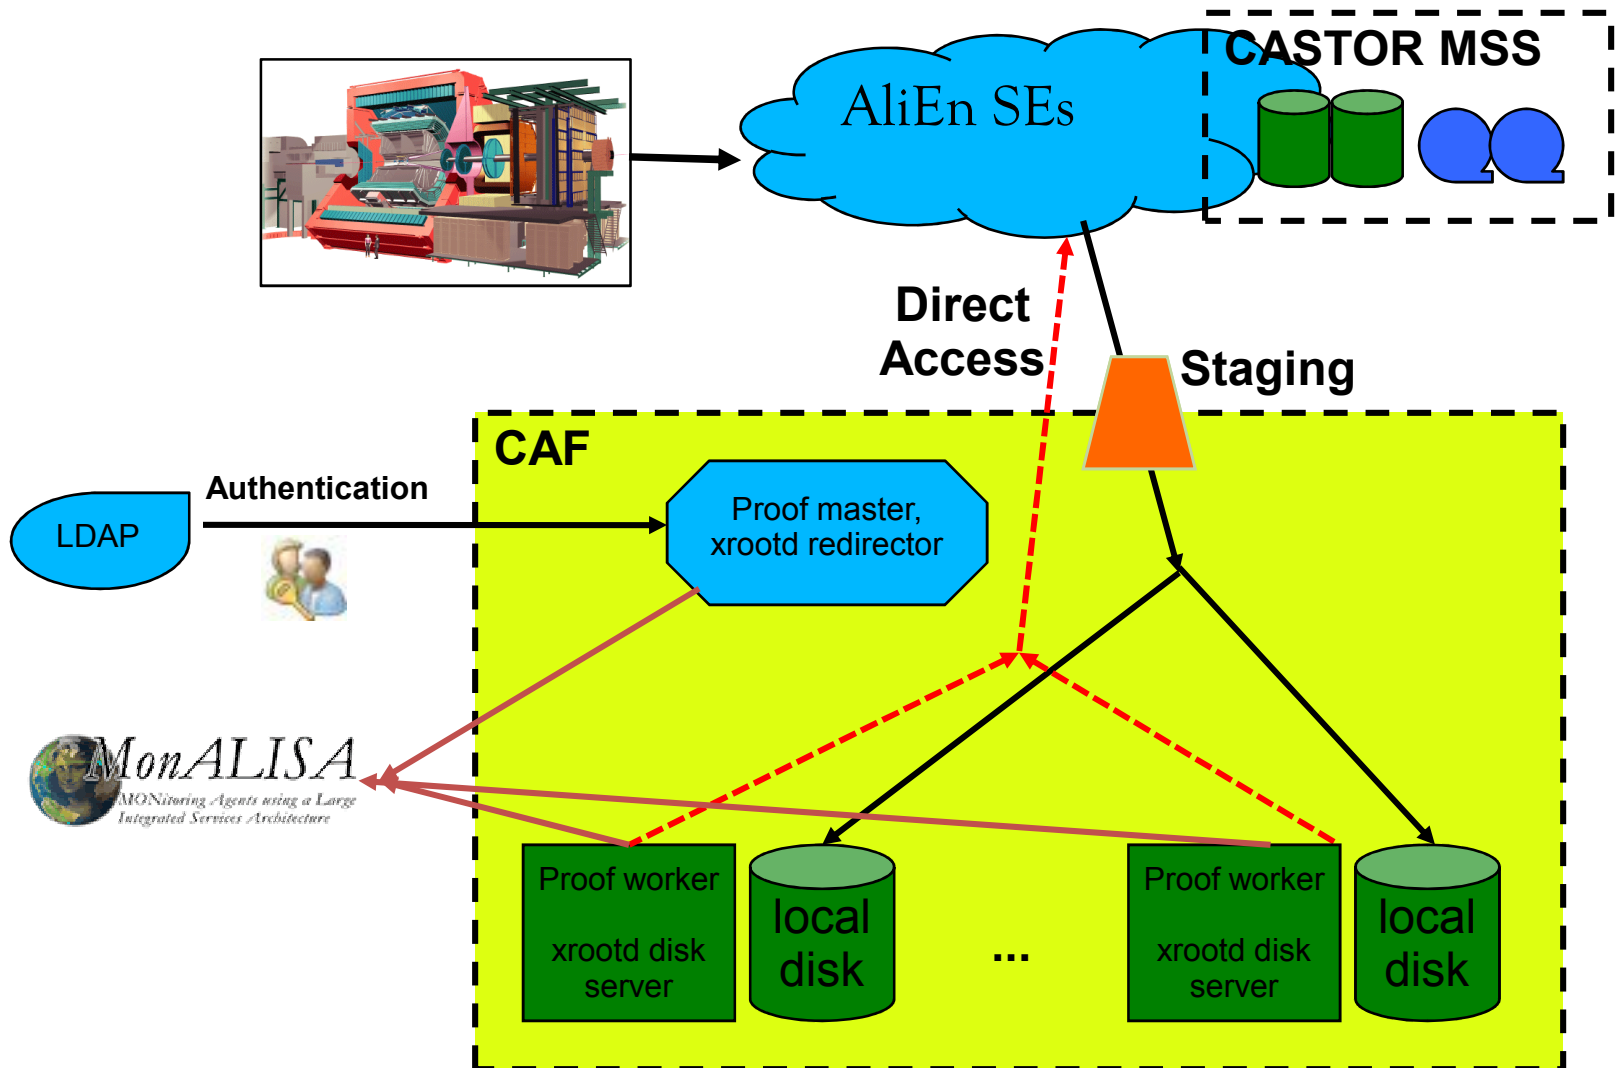 CASTOR MSS
AliEn SEs
Direct
Access
Staging
CAF
Authentication
LDAP
Proof master,
xrootd redirector
MonALISA
MONitoring Agents using a Large
Integrated Services Architecture
Proof worker
xrootd disk
server
local
disk
...
Proof worker
xrootd disk
server
local
disk